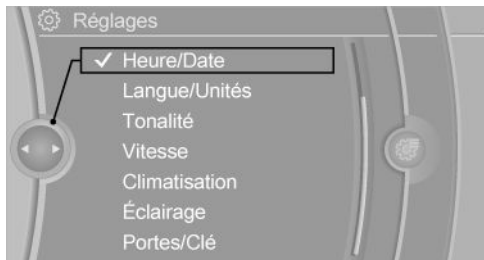 Réglages
Heure/Date
Langue/Unités
Tonalité
Vitesse
Climatisation
Éclairage
Portes/Clé